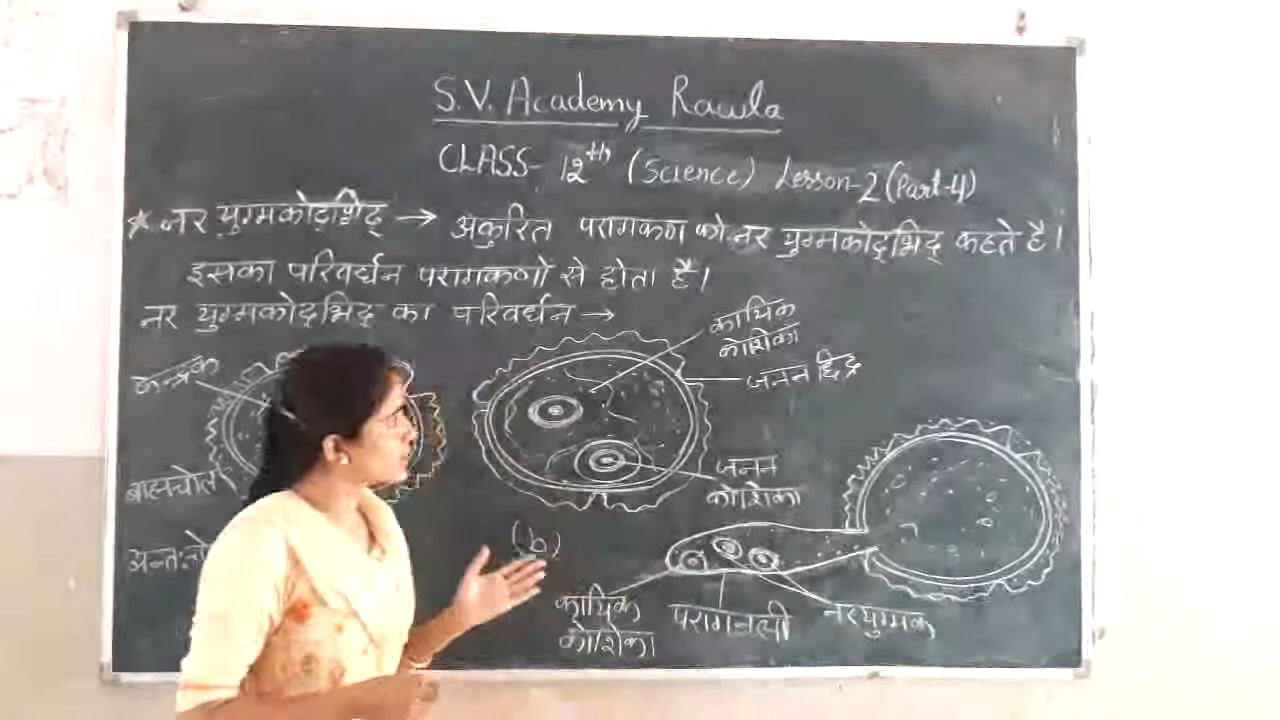 S.V. Academy Rawla
CLASS- 12th (Science) Lesson-2 (Part-4)
* नर युग्मकोद्भिद् → अंकुरित परागकण को नर युग्मकोद्भिद् कहते है।
इसका परिवर्धन परागकणों से होता है।
नर युग्मकोद्भिद् का परिवर्धन →
कायिक
कोशिका
जनन छिद्र
केन्द्रक
बाह्यचोल
जनन
कोशिका
(b)
कायिक
कोशिका
परागनली
नरयुग्मक